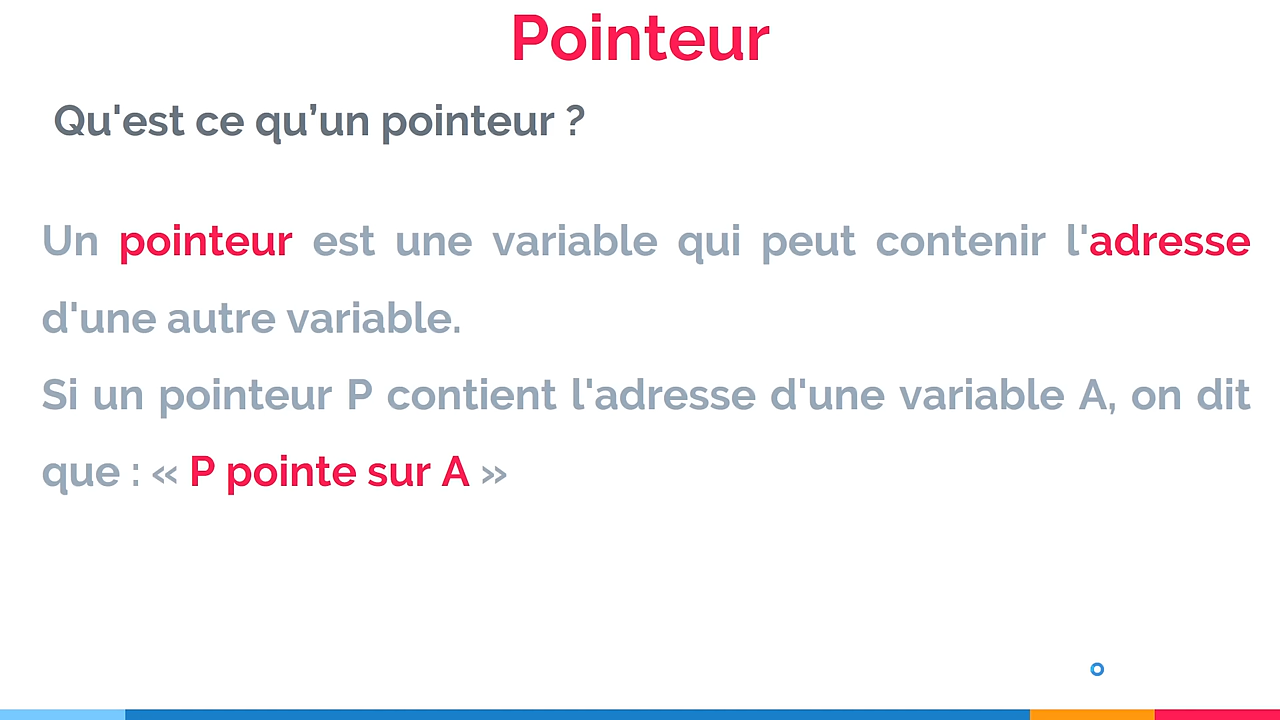 Pointeur
Qu'est ce qu’un pointeur ?
Un pointeur est une variable qui peut contenir l'adresse
d'une autre variable.
Si un pointeur P contient l'adresse d'une variable A, on dit
que : « P pointe sur A »